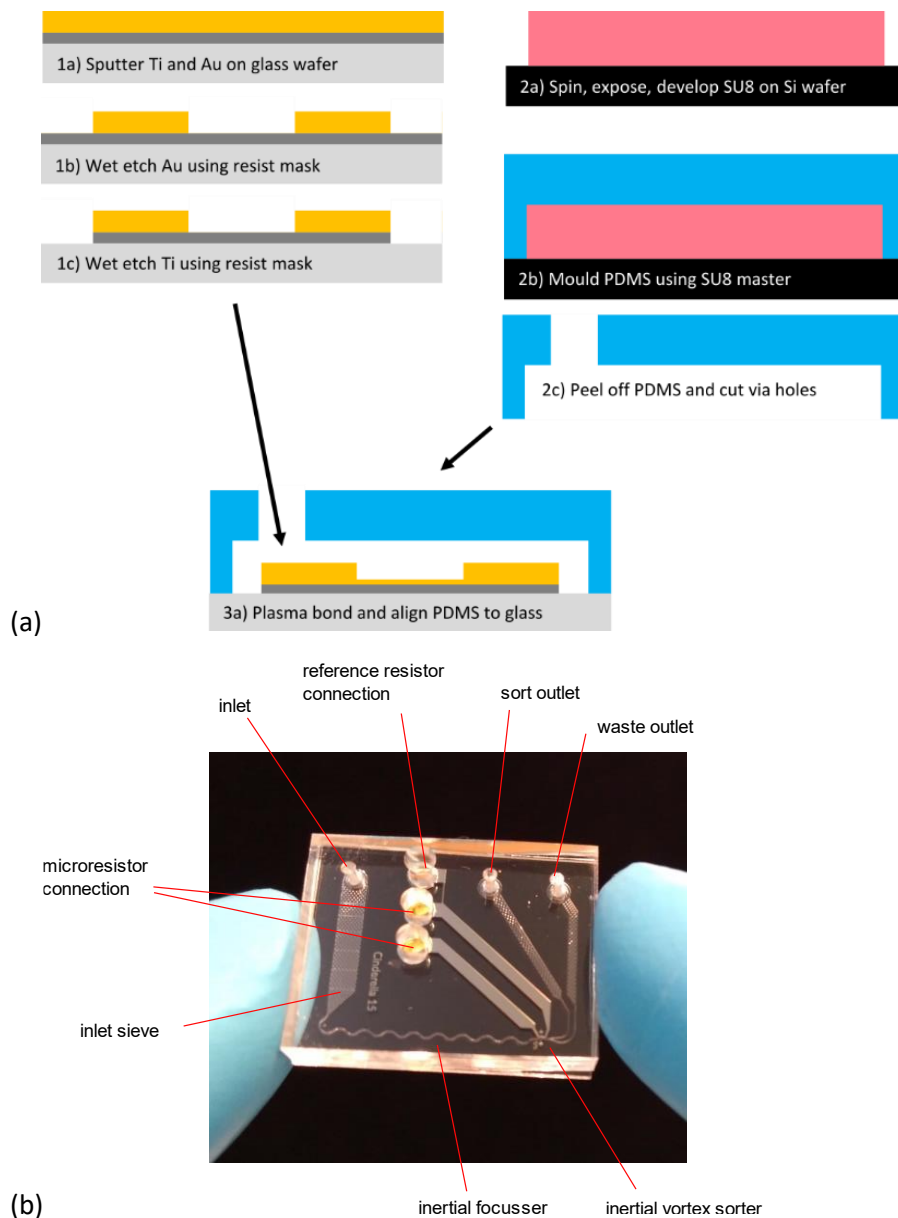 1a) Sputter Ti and Au on glass wafer
1b) Wet etch Au using resist mask
1c) Wet etch Ti using resist mask
2a) Spin, expose, develop SU8 on Si wafer
2b) Mould PDMS using SU8 master
2c) Peel off PDMS and cut via holes
3a) Plasma bond and align PDMS to glass
(a)
reference resistor
connection
sort outlet
inlet
waste outlet
microresistor
connection
Cinderella 15
inlet sieve
(b)
inertial focusser
inertial vortex sorter